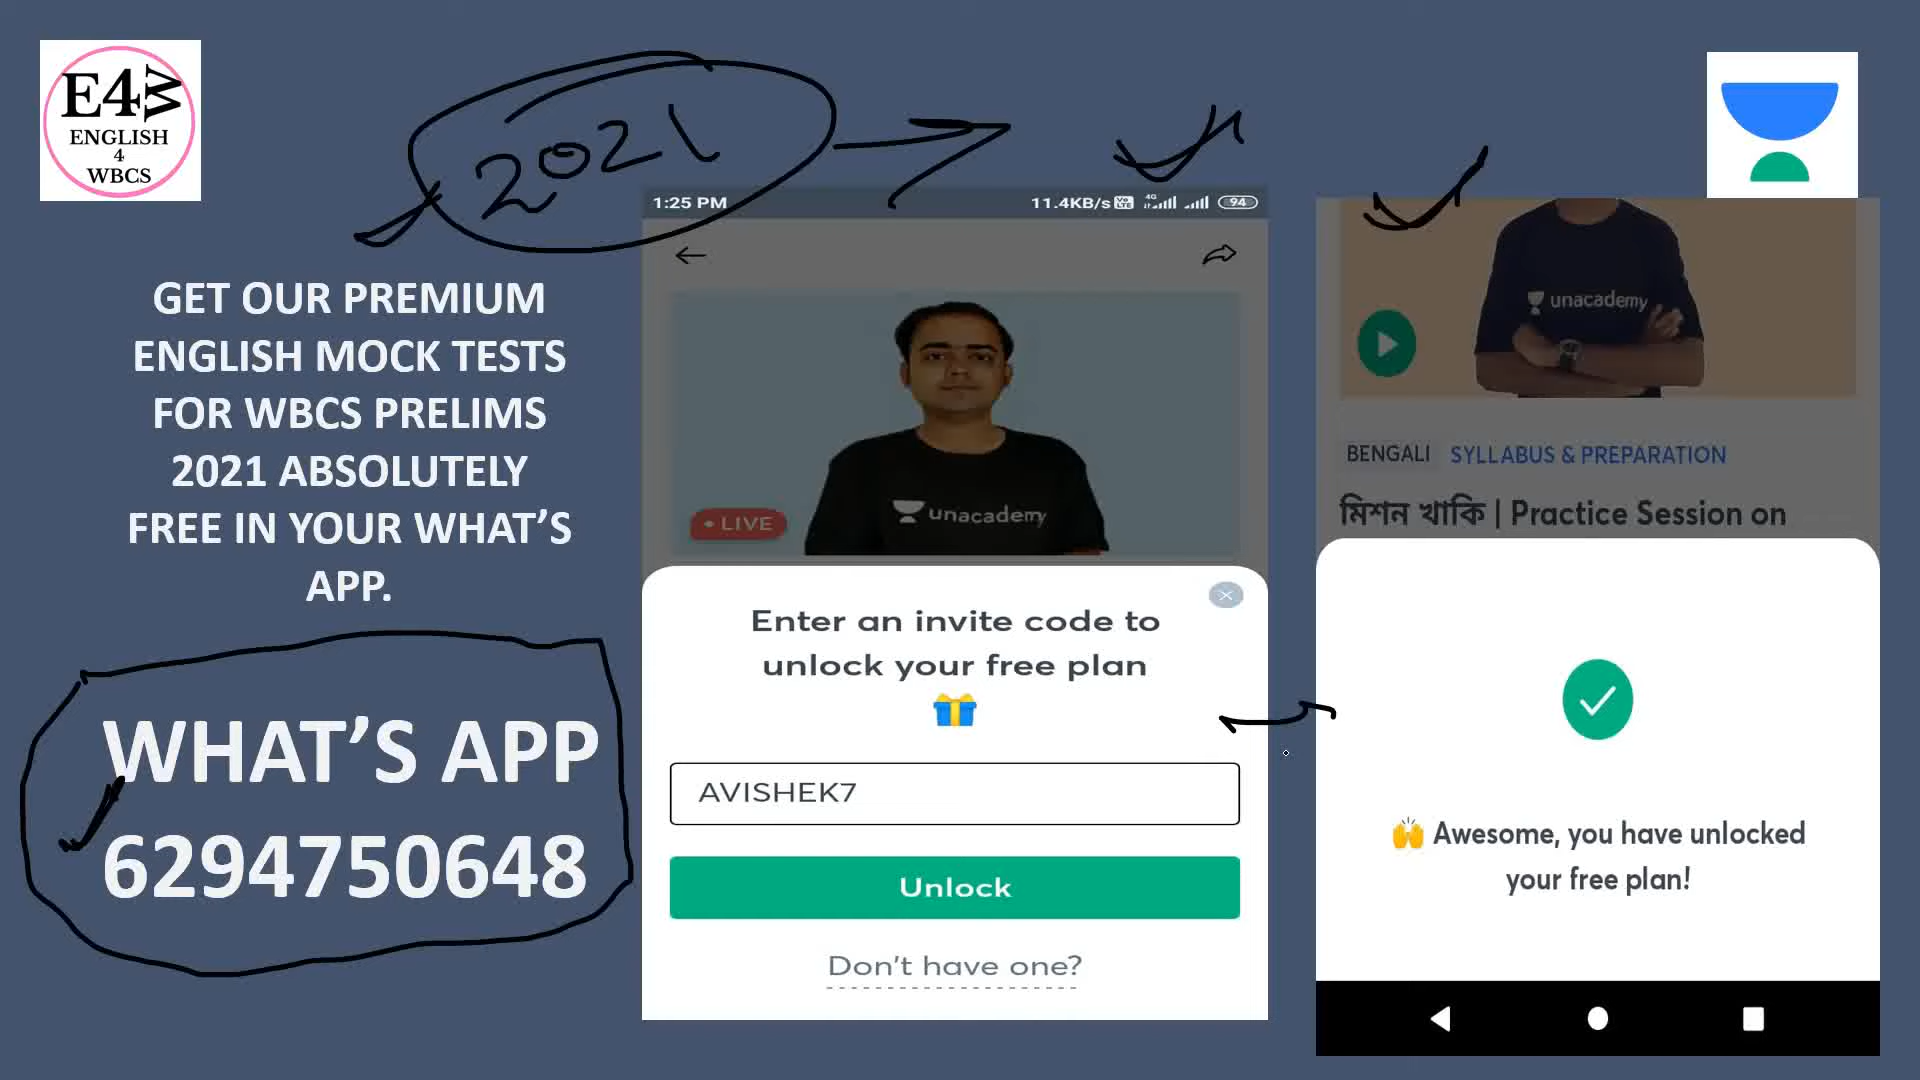 E4W
ENGLISH
4
WBCS
2021
GET OUR PREMIUM
ENGLISH MOCK TESTS
FOR WBCS PRELIMS
2021 ABSOLUTELY
FREE IN YOUR WHAT’S
APP.
WHAT’S APP
6294750648
1:25 PM
11.4KB/s
4G
94
unacademy
• LIVE
Enter an invite code to
unlock your free plan
AVISHEK7
Unlock
Don't have one?
unacademy
BENGALI SYLLABUS & PREPARATION
মিশন খাকি | Practice Session on
Awesome, you have unlocked
your free plan!